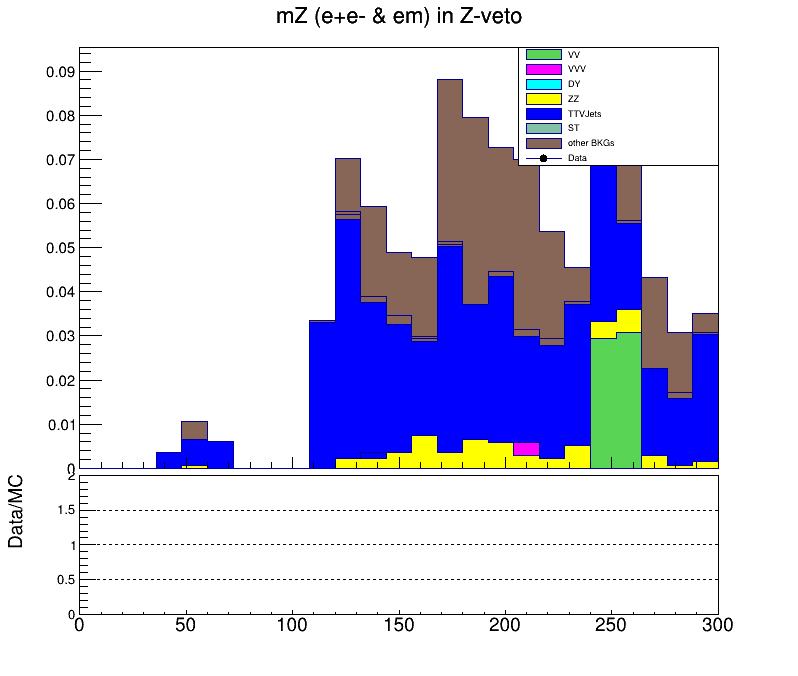 mZ (e+e- & em) in Z-veto
VV
VVV
DY
ZZ
TTVJets
ST
other BKGs
Data
0.09
0.08
0.07
0.06
0.05
0.04
0.03
0.02
0.01
0
Data/MC
2
1.5
1
0.5
0
0 50 100 150 200 250 300